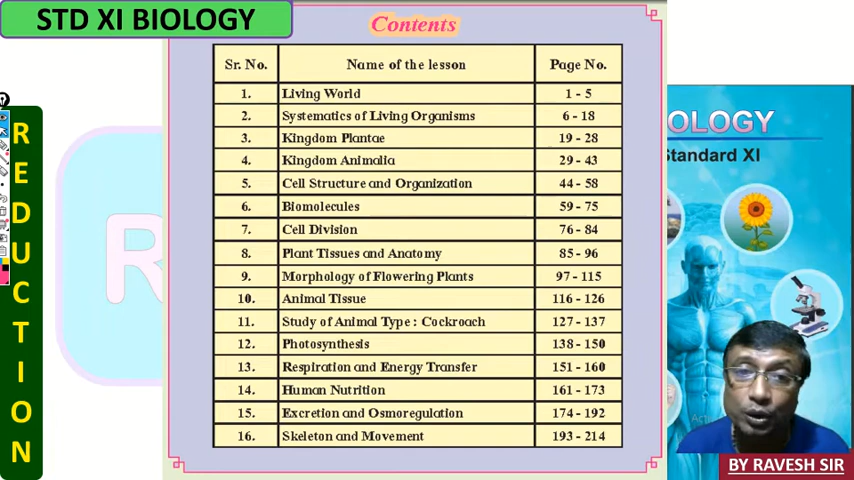 STD XI BIOLOGY
Contents
Sr. No. Name of the lesson Page No.
1. Living World 1 - 5
2. Systematics of Living Organisms 6 - 18
3. Kingdom Plantae 19 - 28
4. Kingdom Animalia 29 - 43
5. Cell Structure and Organization 44 - 58
6. Biomolecules 59 - 75
7. Cell Division 76 - 84
8. Plant Tissues and Anatomy 85 - 96
9. Morphology of Flowering Plants 97 - 115
10. Animal Tissue 116 - 126
11. Study of Animal Type : Cockroach 127 - 137
12. Photosynthesis 138 - 150
13. Respiration and Energy Transfer 151 - 160
14. Human Nutrition 161 - 173
15. Excretion and Osmoregulation 174 - 192
16. Skeleton and Movement 193 - 214
REDUCTION
R
OLOGY
Standard XI
BY RAVESH SIR